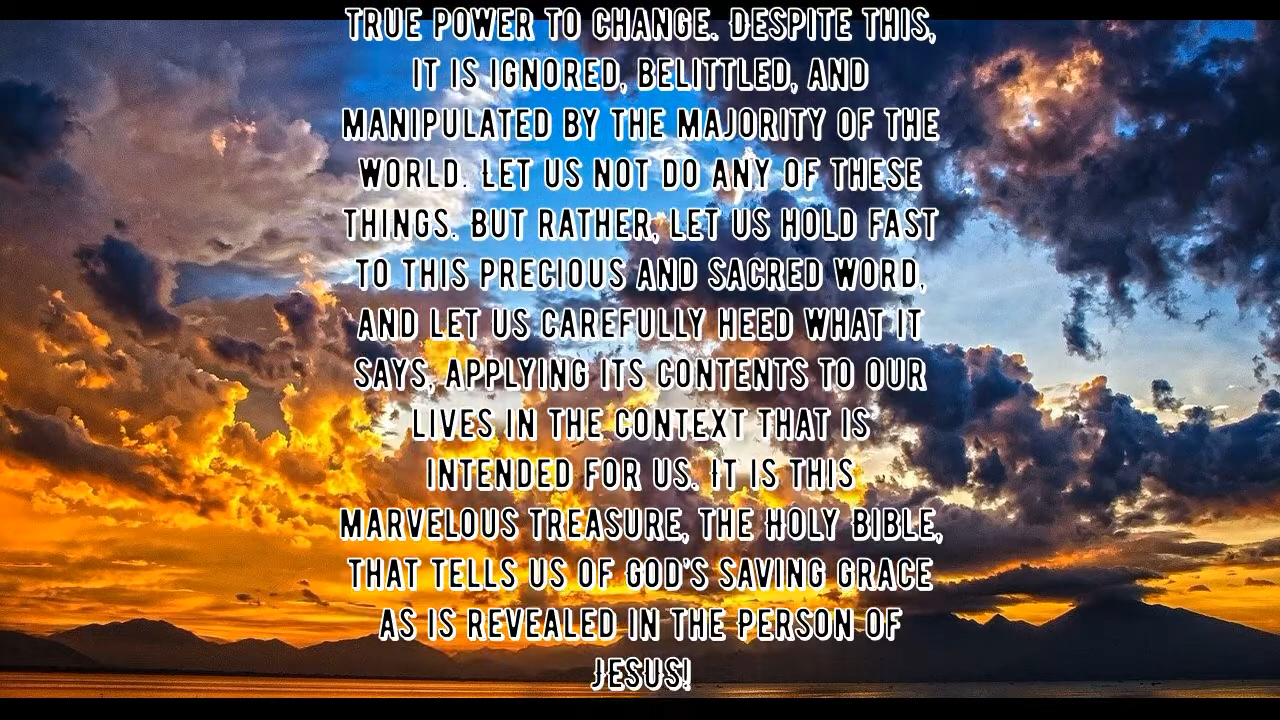 TRUE POWER TO CHANGE. DESPITE THIS,
IT IS IGNORED, BELITTLED, AND
MANIPULATED BY THE MAJORITY OF THE
WORLD. LET US NOT DO ANY OF THESE
THINGS. BUT RATHER, LET US HOLD FAST
TO THIS PRECIOUS AND SACRED WORD,
AND LET US CAREFULLY HEED WHAT IT
SAYS, APPLYING ITS CONTENTS TO OUR
LIVES IN THE CONTEXT THAT IS
INTENDED FOR US. IT IS THIS
MARVELOUS TREASURE, THE HOLY BIBLE,
THAT TELLS US OF GOD'S SAVING GRACE
AS IS REVEALED IN THE PERSON OF
JESUS!